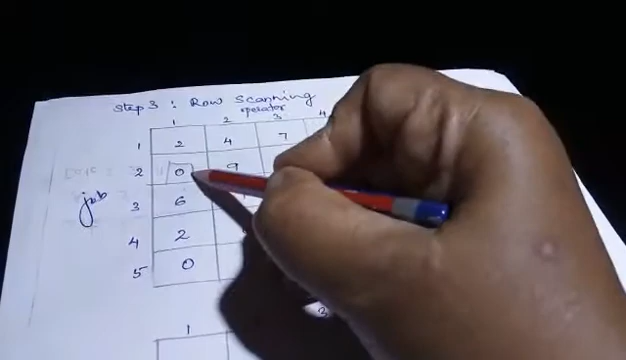 Step 3 : Row Scanning
operator
1 2 3 4
1 2 4 7
2 0 9
job
3 6
4 2
5 0
1